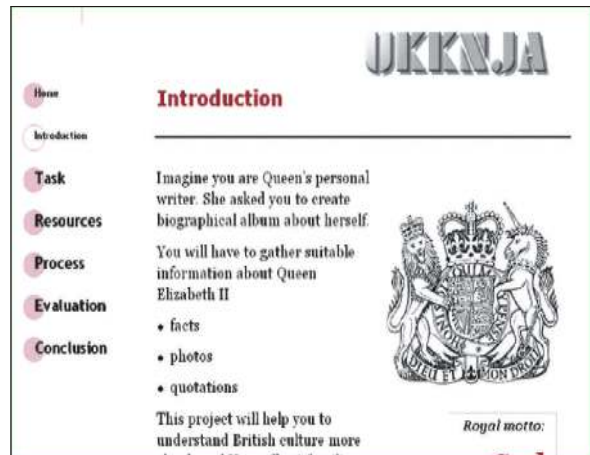 UKKNJA
Home
Introduction
Task
Resources
Process
Evaluation
Conclusion
Introduction
Imagine you are Queen's personal
writer. She asked you to create
biographical album about herself.
You will have to gather suitable
information about Queen
Elizabeth II
• facts
• photos
• quotations
This project will help you to
understand British culture more
DIEU ET MON DROIT
Royal motto: